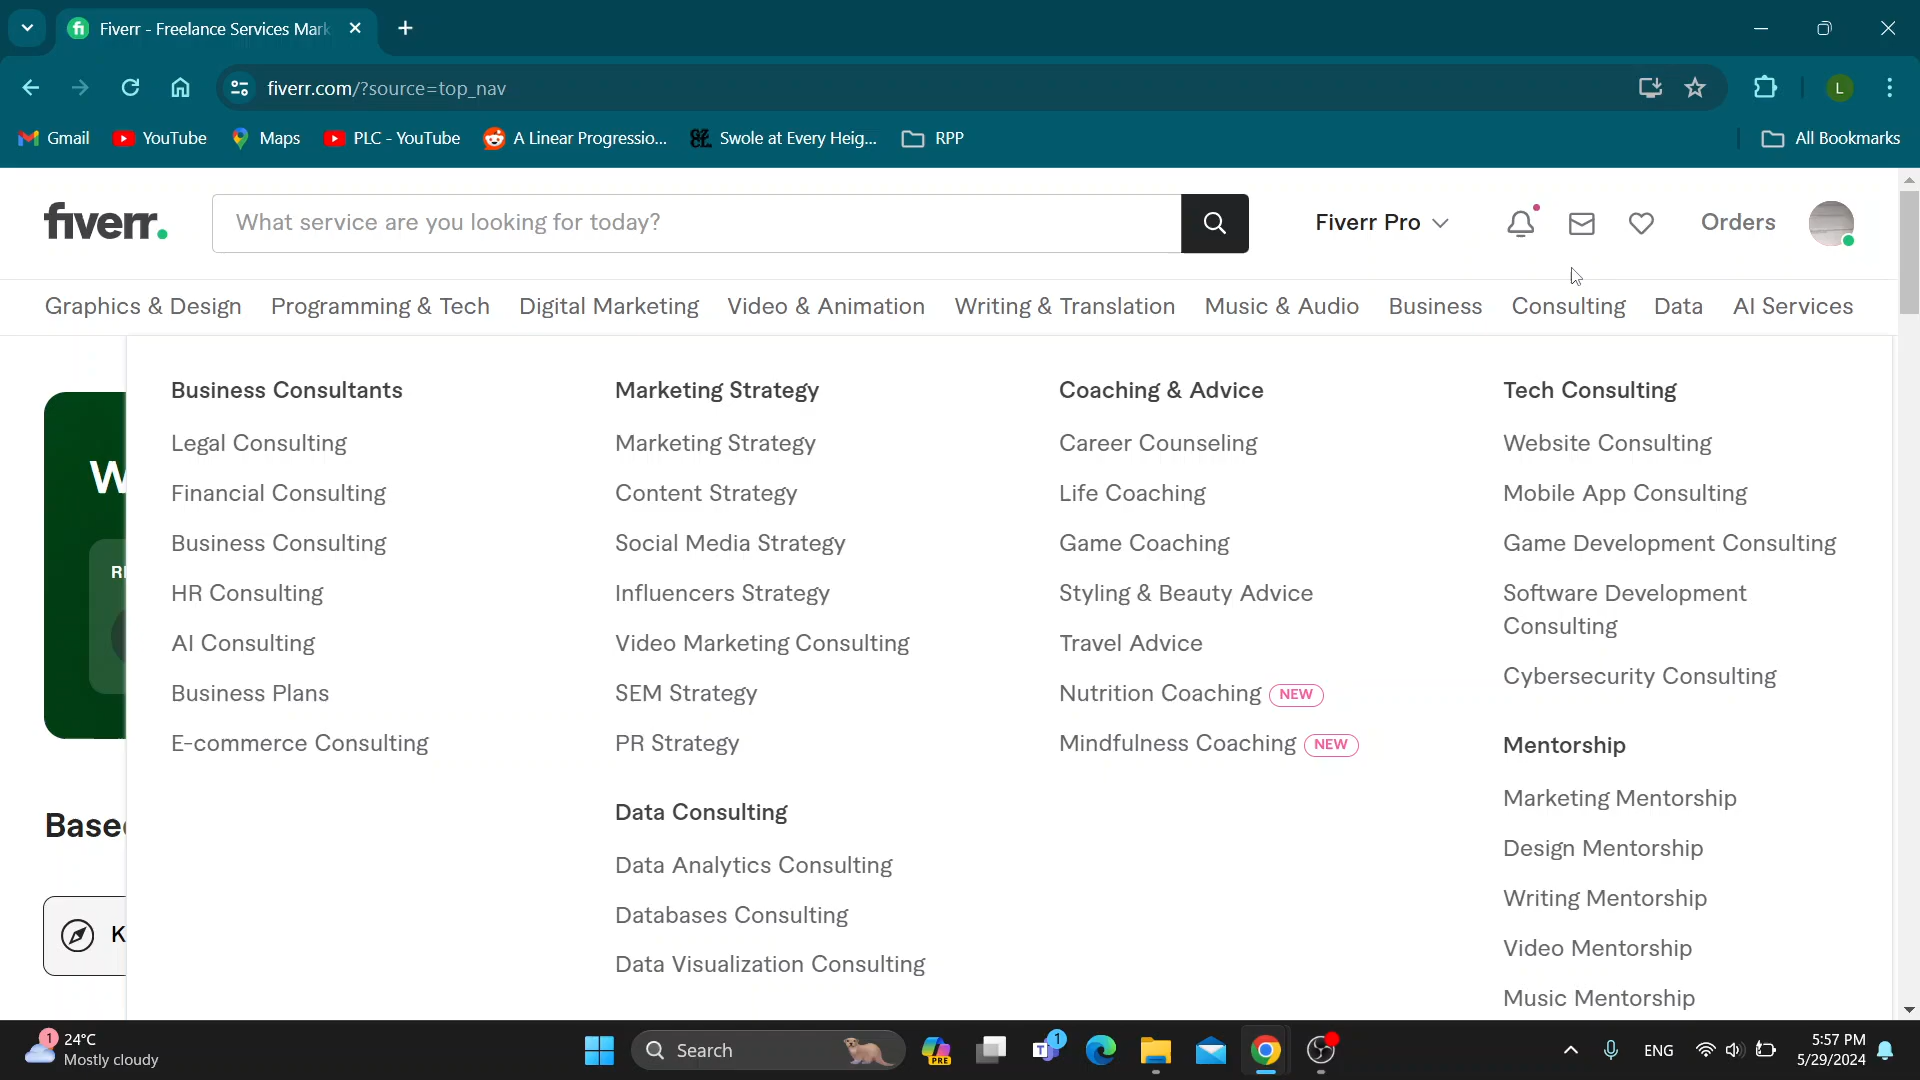 Fiverr - Freelance Services Mark
fiverr.com/?source=top_nav
L
Gmail
YouTube
Maps
PLC - YouTube
A Linear Progressio...
Swole at Every Heig...
RPP
All Bookmarks
fiverr.
What service are you looking for today?
Fiverr Pro
Orders
Graphics & Design
Programming & Tech
Digital Marketing
Video & Animation
Writing & Translation
Music & Audio
Business
Consulting
Data
AI Services
Business Consultants
Legal Consulting
Financial Consulting
Business Consulting
HR Consulting
AI Consulting
Business Plans
E-commerce Consulting
Marketing Strategy
Marketing Strategy
Content Strategy
Social Media Strategy
Influencers Strategy
Video Marketing Consulting
SEM Strategy
PR Strategy
Data Consulting
Data Analytics Consulting
Databases Consulting
Data Visualization Consulting
Coaching & Advice
Career Counseling
Life Coaching
Game Coaching
Styling & Beauty Advice
Travel Advice
Nutrition Coaching NEW
Mindfulness Coaching NEW
Tech Consulting
Website Consulting
Mobile App Consulting
Game Development Consulting
Software Development
Consulting
Cybersecurity Consulting
Mentorship
Marketing Mentorship
Design Mentorship
Writing Mentorship
Video Mentorship
Music Mentorship
W
Based
K
1
24°C
Mostly cloudy
Search
PRE
1
ENG
5:57 PM
5/29/2024